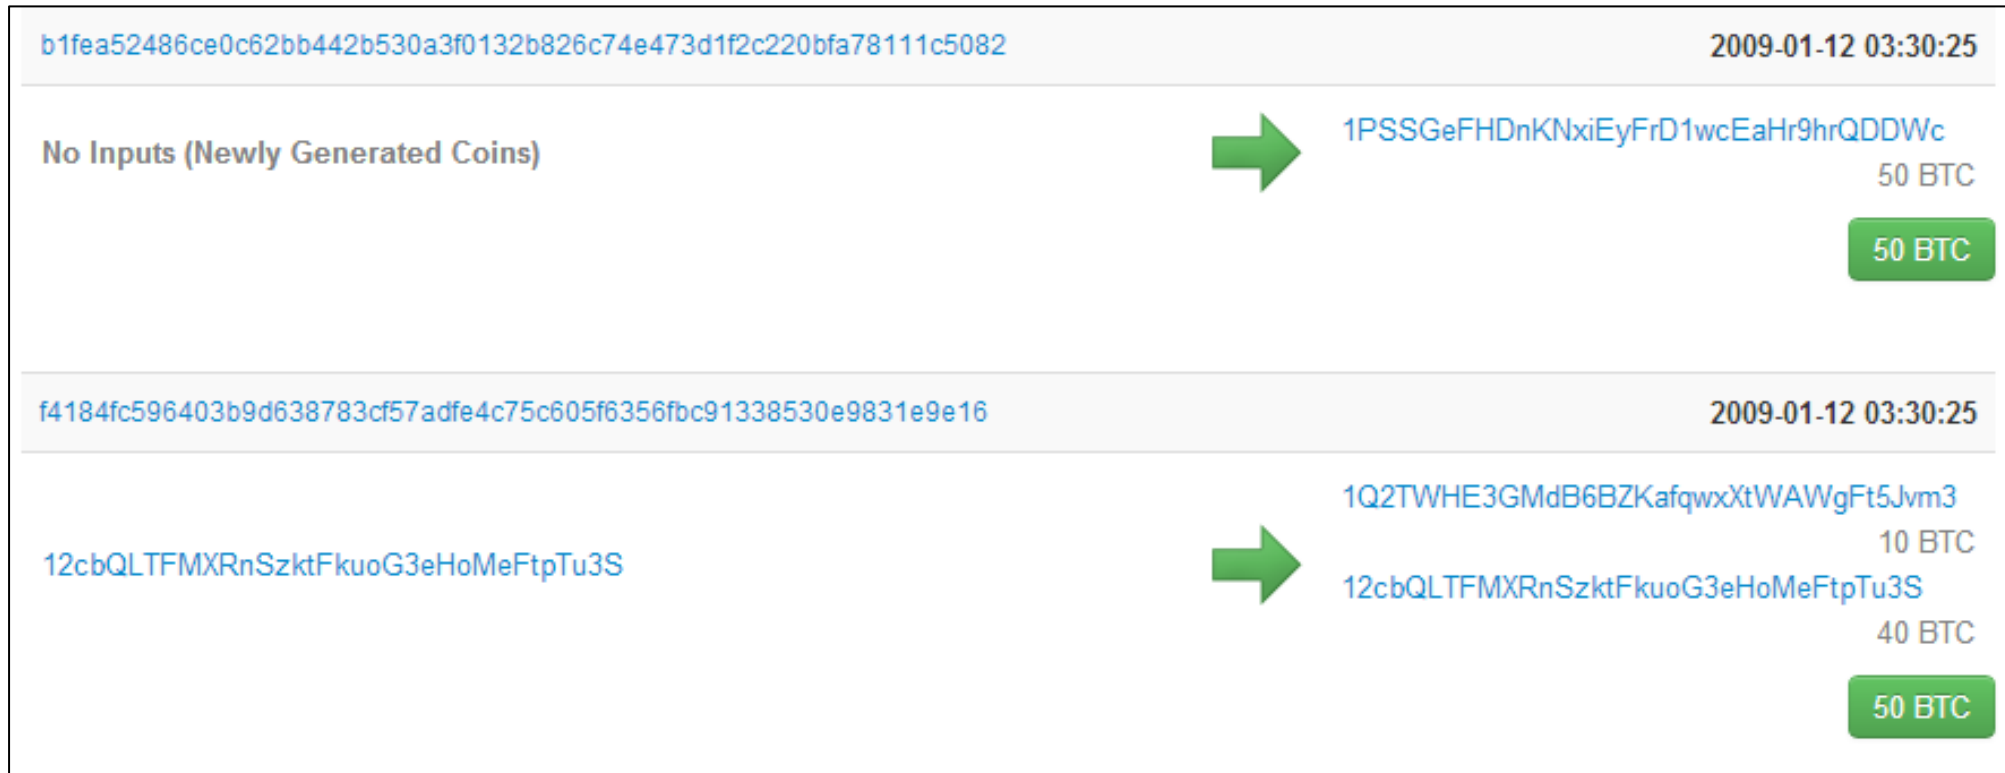 b1fea52486ce0c62bb442b530a3f0132b826c74e473d1f2c220bfa78111c5082 2009-01-12 03:30:25
No Inputs (Newly Generated Coins)
1PSSGeFHDnKNxiEyFrD1wcEaHr9hrQDDWc
50 BTC
50 BTC
f4184fc596403b9d638783cf57adfe4c75c605f6356fbc91338530e9831e9e16 2009-01-12 03:30:25
12cbQLTFMXRnSzktFkuoG3eHoMeFtpTu3S
1Q2TWHE3GMdB6BZKafqwxXtWAWgFt5Jvm3
10 BTC
12cbQLTFMXRnSzktFkuoG3eHoMeFtpTu3S
40 BTC
50 BTC